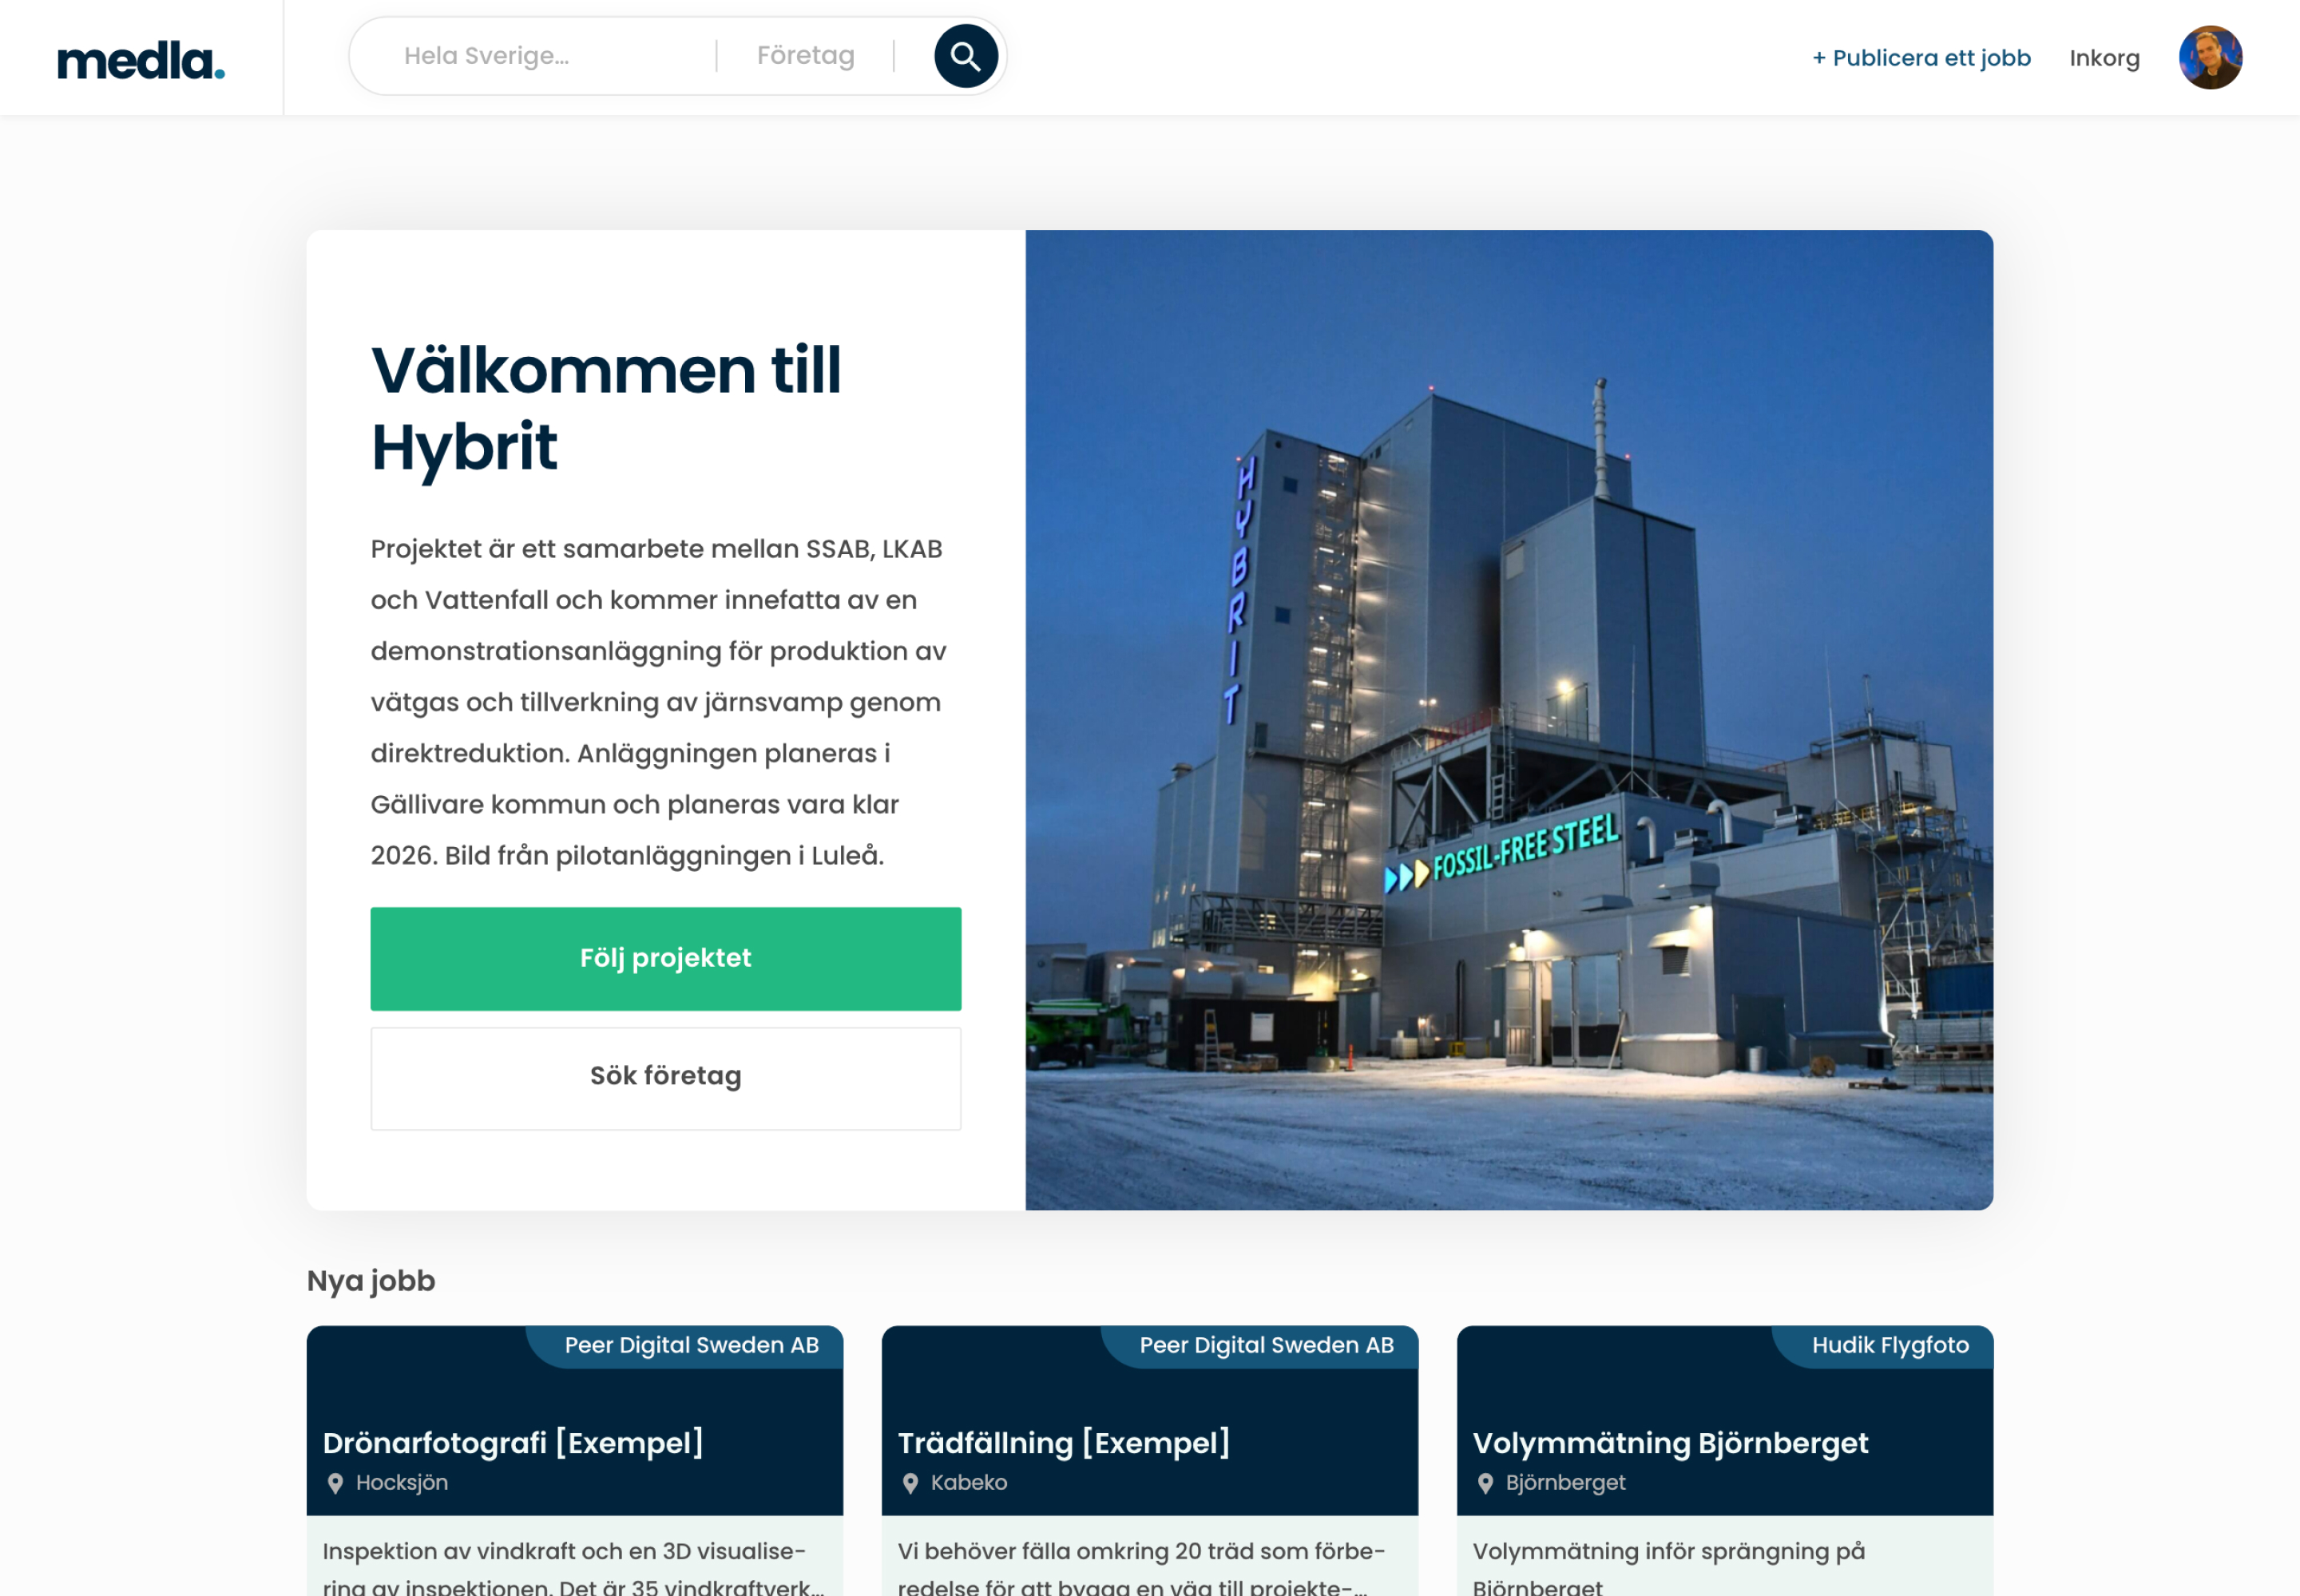 medla.
Hela Sverige...
Företag
+ Publicera ett jobb
Inkorg
Välkommen till
Hybrit
Projektet är ett samarbete mellan SSAB, LKAB
och Vattenfall och kommer innefatta av en
demonstrationsanläggning för produktion av
vätgas och tillverkning av järnsvamp genom
direktreduktion. Anläggningen planeras i
Gällivare kommun och planeras vara klar
2026. Bild från pilotanläggningen i Luleå.
Följ projektet
Sök företag
HYBRIT
FOSSIL-FREE STEEL
Nya jobb
Peer Digital Sweden AB
Drönarfotografi [Exempel]
Hocksjön
Inspektion av vindkraft och en 3D visualise-
ring av inspektionen. Det är 35 vindkraftverk...
Peer Digital Sweden AB
Trädfällning [Exempel]
Kabeko
Vi behöver fälla omkring 20 träd som förbe-
redelse för att bygga en väg till projekte-...
Hudik Flygfoto
Volymmätning Björnberget
Björnberget
Volymmätning inför sprängning på
Björnberget